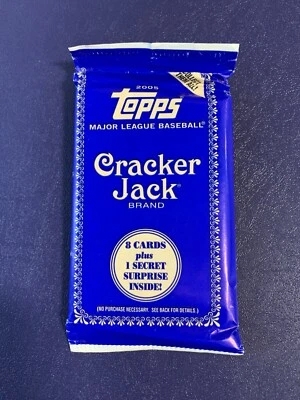 2005
Topps
MAJOR LEAGUE BASEBALL®
Cracker
Jack®
BRAND
8 CARDS
plus
1 SECRET
SURPRISE
INSIDE!
(NO PURCHASE NECESSARY. SEE BACK FOR DETAILS.)